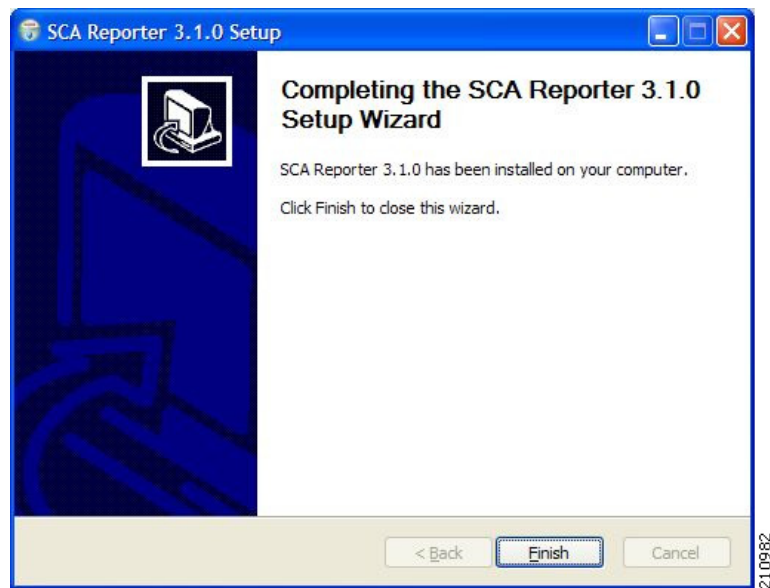 SCA Reporter 3.1.0 Setup
Completing the SCA Reporter 3.1.0
Setup Wizard
SCA Reporter 3.1.0 has been installed on your computer.
Click Finish to close this wizard.
< Back
Finish
Cancel
210982